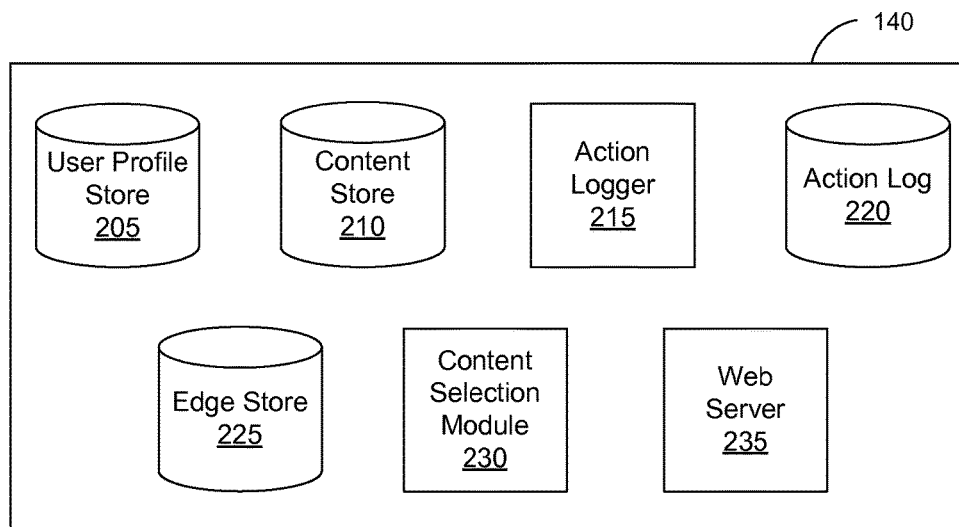 140
User Profile
Store
205
Content
Store
210
Action
Logger
215
Action Log
220
Edge Store
225
Content
Selection
Module
230
Web
Server
235